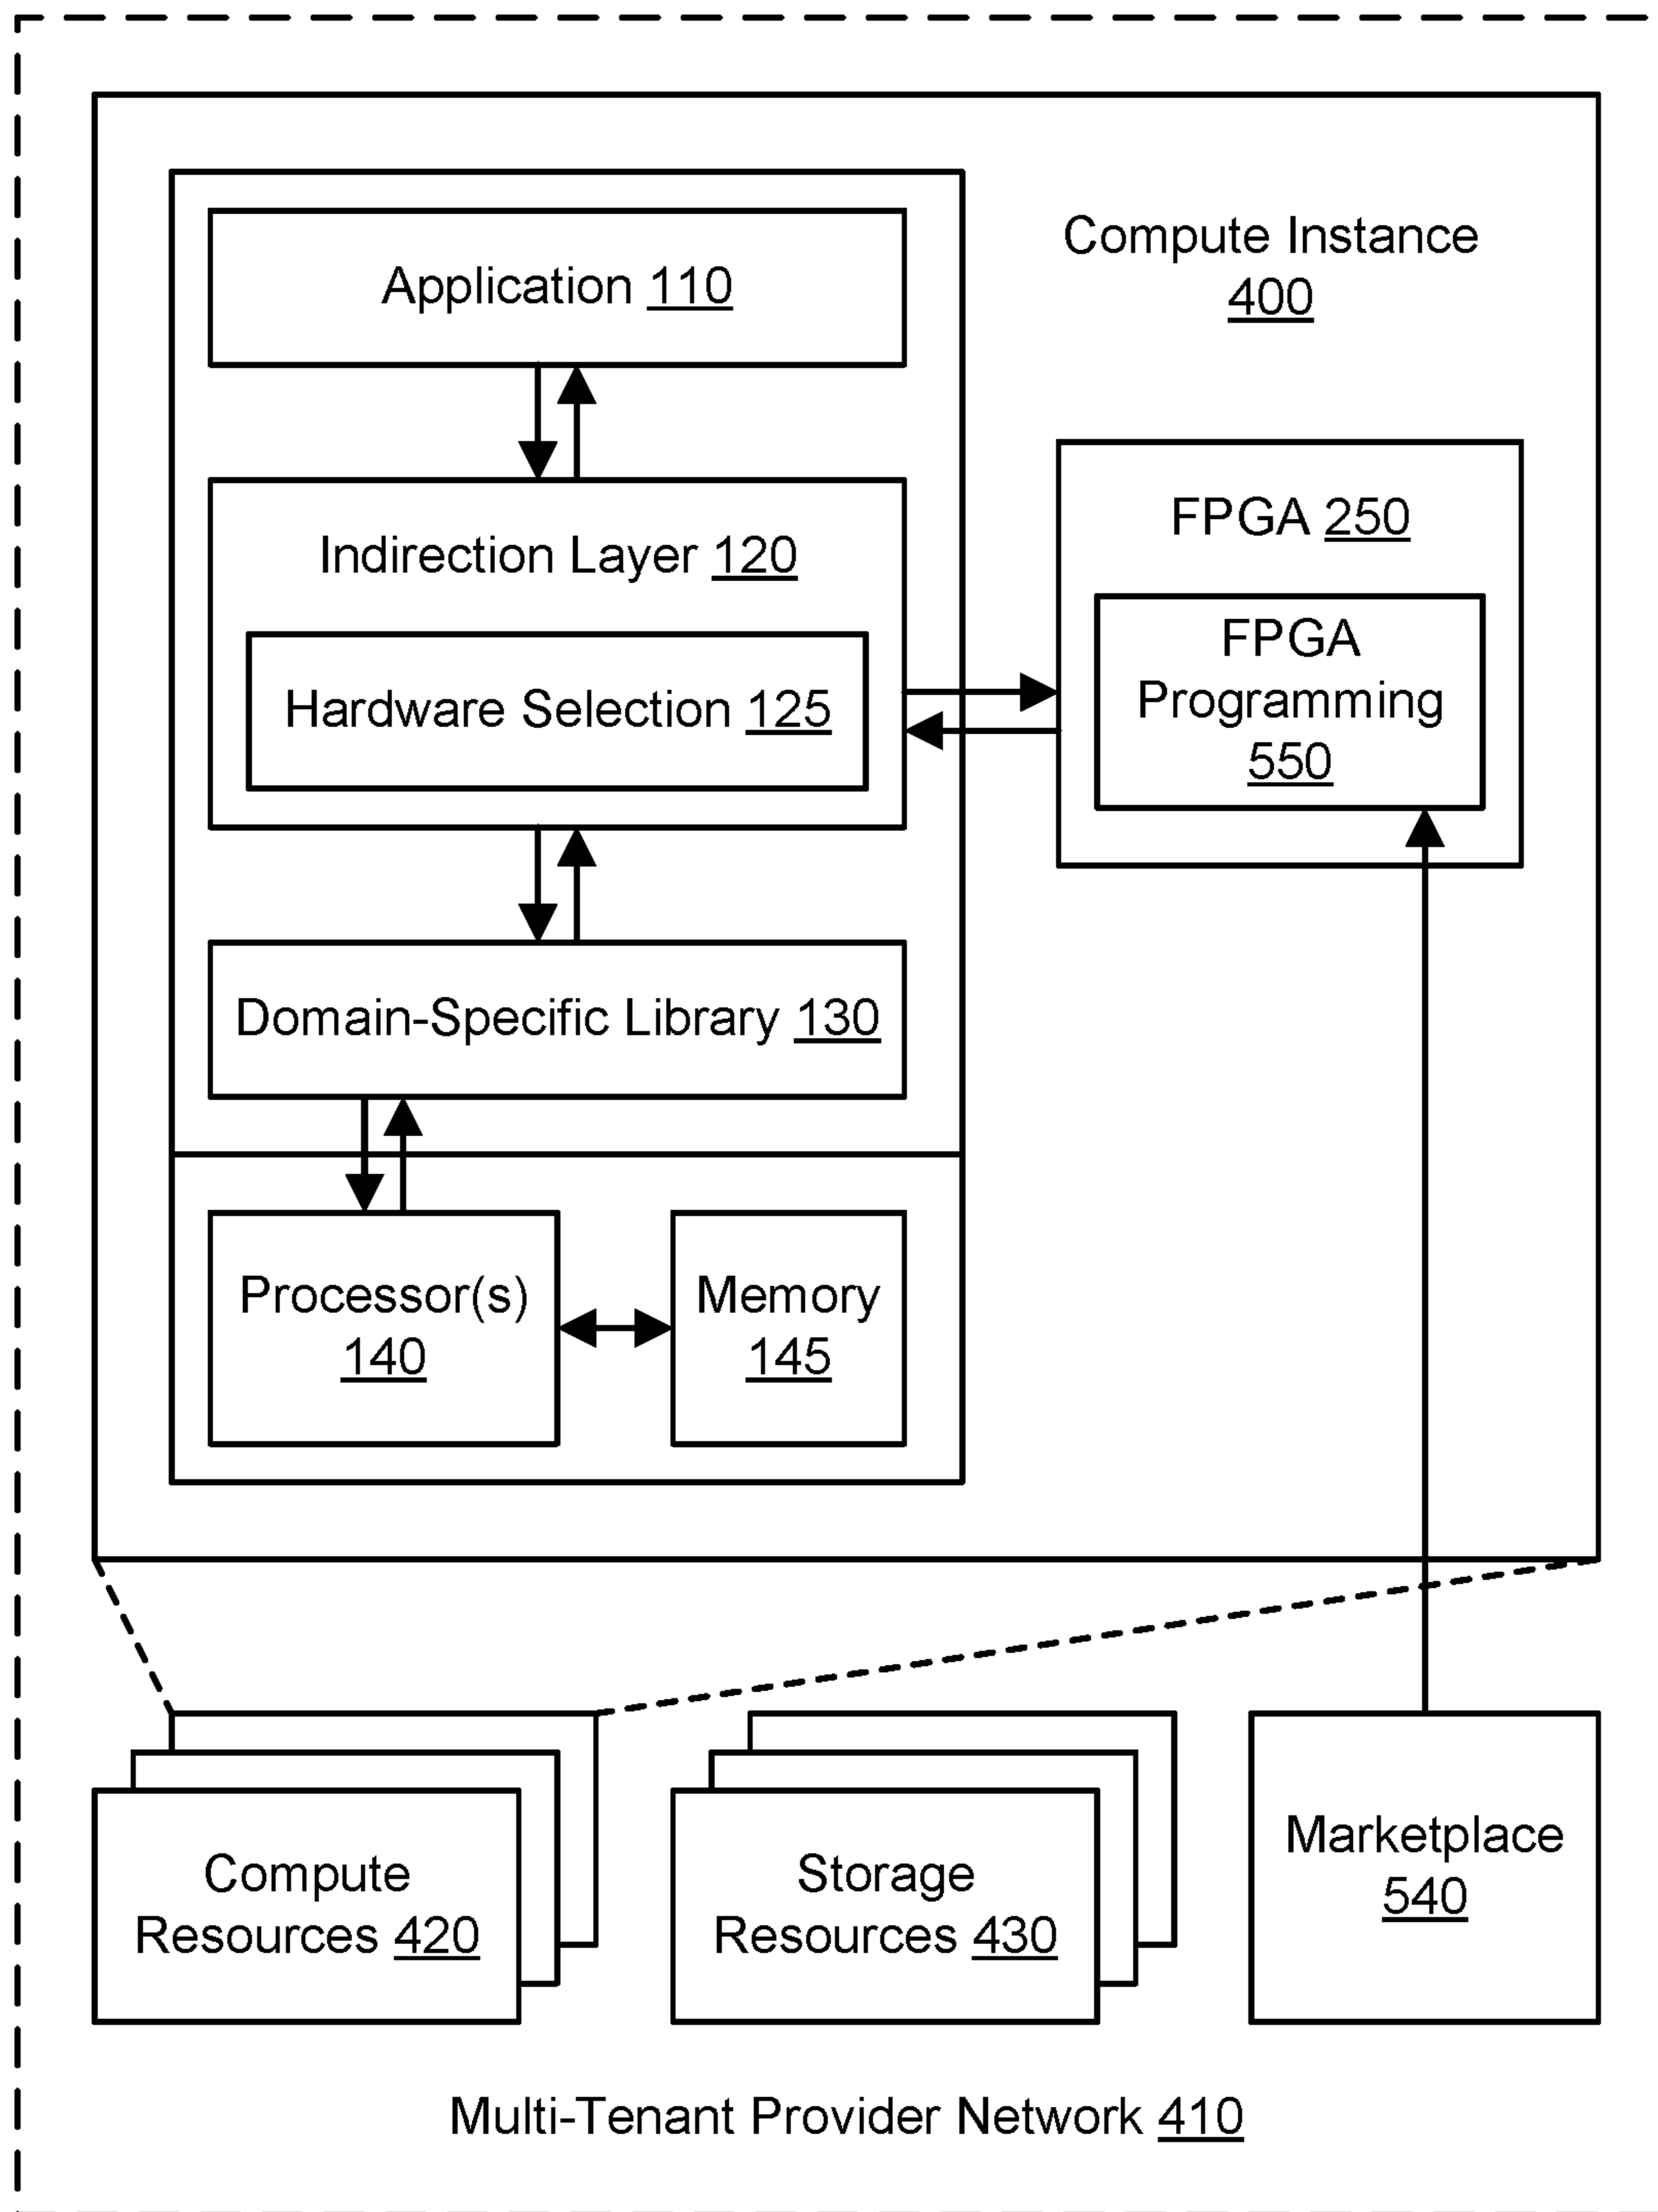 Application 110
Compute Instance
400
Indirection Layer 120
Hardware Selection 125
FPGA 250
FPGA
Programming
550
Domain-Specific Library 130
Processor(s)
140
Memory
145
Compute
Resources 420
Storage
Resources 430
Marketplace
540
Multi-Tenant Provider Network 410